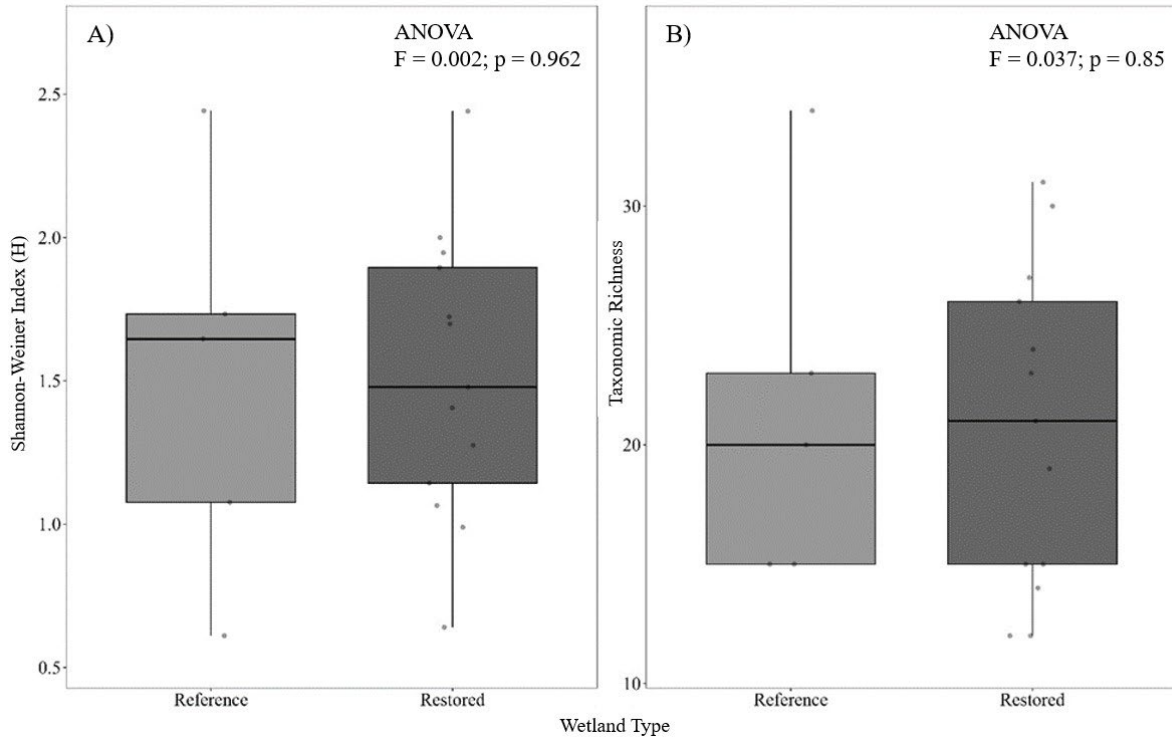 A)
ANOVA
F = 0.002; p = 0.962
Shannon-Weiner Index (H)
2.5
2.0
1.5
1.0
0.5
Reference
Restored
B)
ANOVA
F = 0.037; p = 0.85
Taxonomic Richness
30
20
10
Reference
Restored
Wetland Type